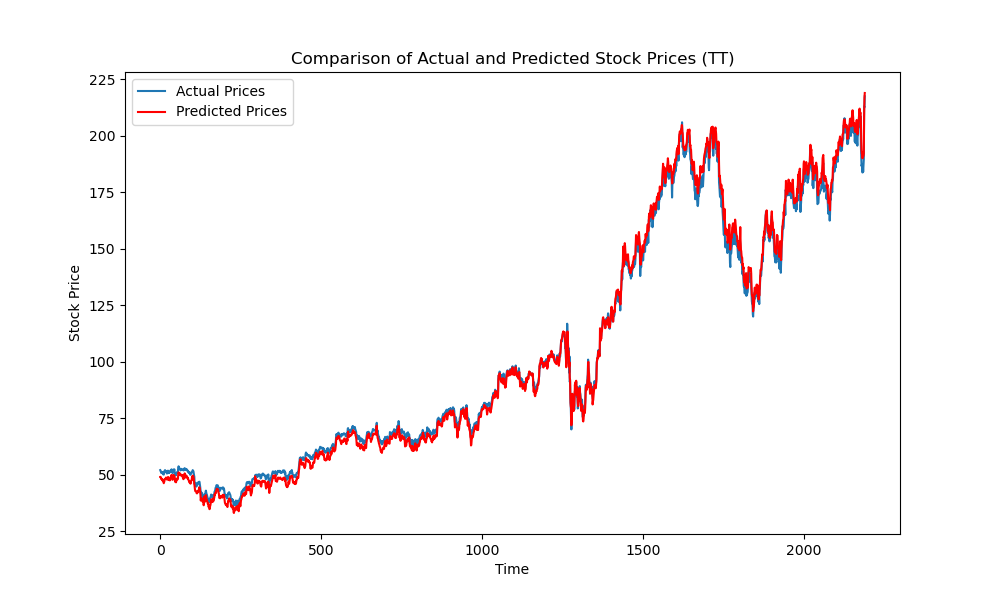 Comparison of Actual and Predicted Stock Prices (TT)
Actual Prices
Predicted Prices
225
200
175
150
125
100
75
50
25
Stock Price
0 500 1000 1500 2000
Time